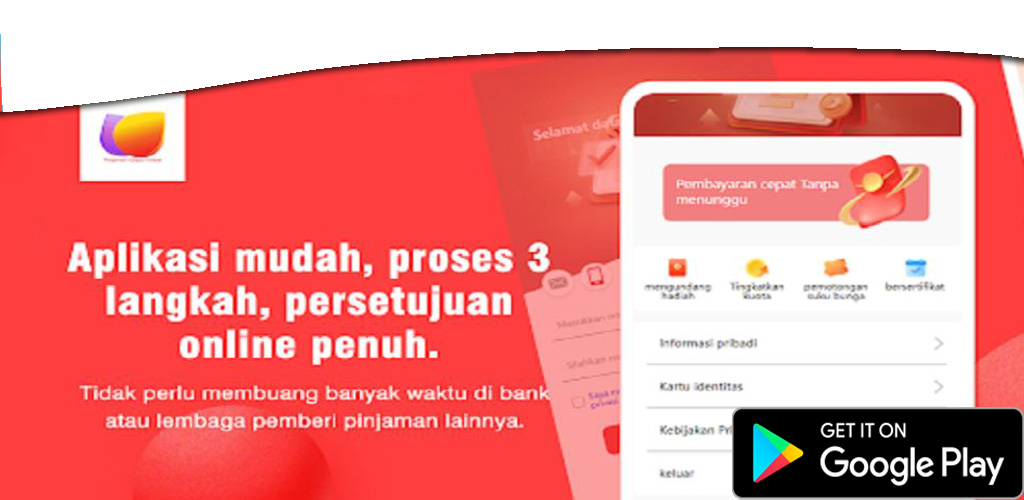 Selamat
Pembayaran cepat Tanpa
menunggu
Aplikasi mudah, proses 3
langkah, persetujuan
online penuh.
Tidak perlu membuang banyak waktu di bank
atau lembaga pemberi pinjaman lainnya.
mengundang
hadiah
Tingkatkan
kuota
pemotongan
suku bunga
bersertifikat
Informasi pribadi
Kartu identitas
Kebijakan
keluar
GET IT ON
Google Play